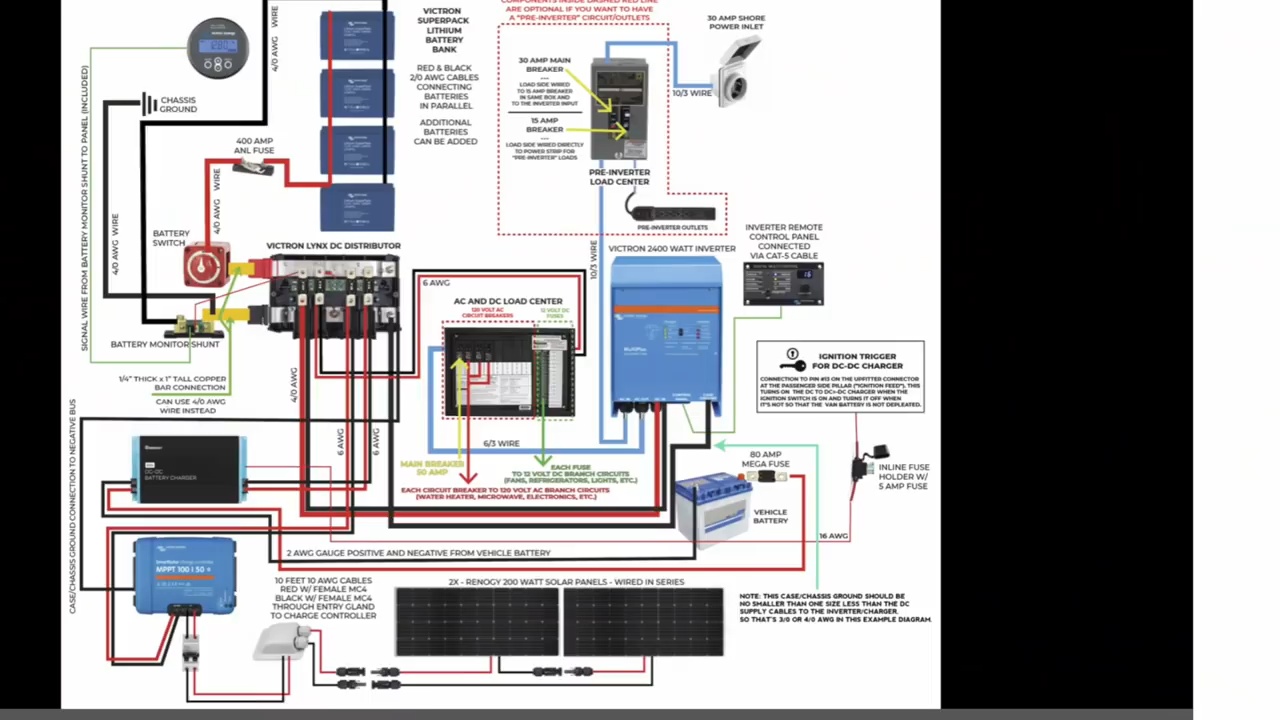 COMPONENTS INSIDE DASHED RED LINE
ARE OPTIONAL IF YOU WANT TO HAVE
A "PRE-INVERTER" CIRCUIT/OUTLETS
VICTRON
SUPERPACK
LITHIUM
BATTERY
BANK
30 AMP SHORE
POWER INLET
4/0 AWG WIRE
RED & BLACK
2/0 AWG CABLES
CONNECTING
BATTERIES
IN PARALLEL
ADDITIONAL
BATTERIES
CAN BE ADDED
30 AMP MAIN
BREAKER
---
LOAD SIDE WIRED
TO 15 AMP BREAKER
IN SAME BOX AND
TO THE INVERTER INPUT
15 AMP
BREAKER
---
LOAD SIDE WIRED DIRECTLY
TO POWER STRIP FOR
"PRE-INVERTER" LOADS
10/3 WIRE
CHASSIS
GROUND
SIGNAL WIRE FROM BATTERY MONITOR SHUNT TO PANEL (INCLUDED)
400 AMP
ANL FUSE
PRE-INVERTER
LOAD CENTER
4/0 AWG WIRE
4/0 AWG WIRE
PRE-INVERTER OUTLETS
BATTERY
SWITCH
VICTRON LYNX DC DISTRIBUTOR
10/3 WIRE
VICTRON 2400 WATT INVERTER
INVERTER REMOTE
CONTROL PANEL
CONNECTED
VIA CAT-5 CABLE
6 AWG
AC AND DC LOAD CENTER
120 VOLT AC
CIRCUIT BREAKERS
12 VOLT DC
FUSES
BATTERY MONITOR SHUNT
1/4" THICK x 1" TALL COPPER
BAR CONNECTION
CAN USE 4/0 AWG
WIRE INSTEAD
4/0 AWG
IGNITION TRIGGER
FOR DC-DC CHARGER
CONNECTION TO PIN #13 ON THE UPFITTER CONNECTOR
AT THE PASSENGER SIDE PILLAR ("IGNITION FEED"), THIS
TURNS ON THE DC TO DC>-DC CHARGER WHEN THE
IGNITION SWITCH IS ON AND TURNS IT OFF WHEN
IT'S NOT SO THAT THE VAN BATTERY IS NOT DEPLEATED.
CASE/CHASSIS GROUND CONNECTION TO NEGATIVE BUS
6 AWG
6 AWG
6/3 WIRE
MAIN BREAKER
50 AMP
EACH FUSE
TO 12 VOLT DC BRANCH CIRCUITS
(FANS, REFRIGERATORS, LIGHTS, ETC.)
EACH CIRCUIT BREAKER TO 120 VOLT AC BRANCH CIRCUITS
(WATER HEATER, MICROWAVE, ELECTRONICS, ETC.)
DC-DC
BATTERY CHARGER
80 AMP
MEGA FUSE
INLINE FUSE
HOLDER W/
5 AMP FUSE
VEHICLE
BATTERY
16 AWG
2 AWG GAUGE POSITIVE AND NEGATIVE FROM VEHICLE BATTERY
MPPT 100 | 50
10 FEET 10 AWG CABLES
RED W/ FEMALE MC4
BLACK W/ FEMALE MC4
THROUGH ENTRY GLAND
TO CHARGE CONTROLLER
2X - RENOGY 200 WATT SOLAR PANELS - WIRED IN SERIES
NOTE: THIS CASE/CHASSIS GROUND SHOULD BE
NO SMALLER THAN ONE SIZE LESS THAN THE DC
SUPPLY CABLES TO THE INVERTER/CHARGER.
SO THAT'S 3/0 OR 4/0 AWG IN THIS EXAMPLE DIAGRAM.